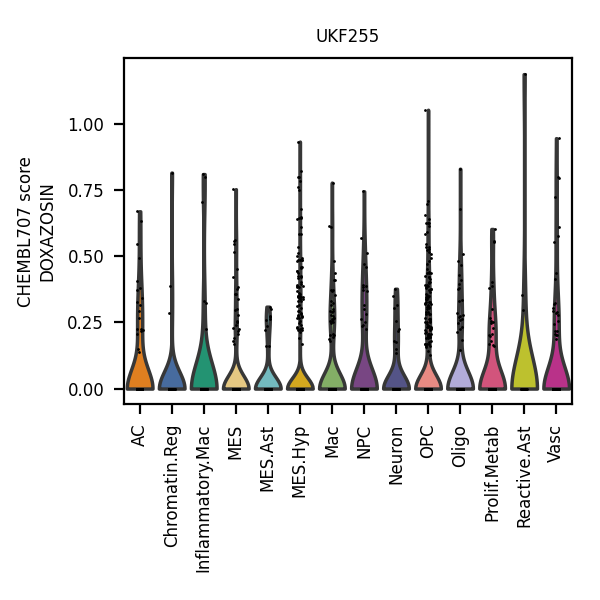 UKF255
CHEMBL707 score
DOXAZOSIN
1.00
0.75
0.50
0.25
0.00
AC
Chromatin.Reg
Inflammatory.Mac
MES
MES.Ast
MES.Hyp
Mac
NPC
Neuron
OPC
Oligo
Prolif.Metab
Reactive.Ast
Vasc